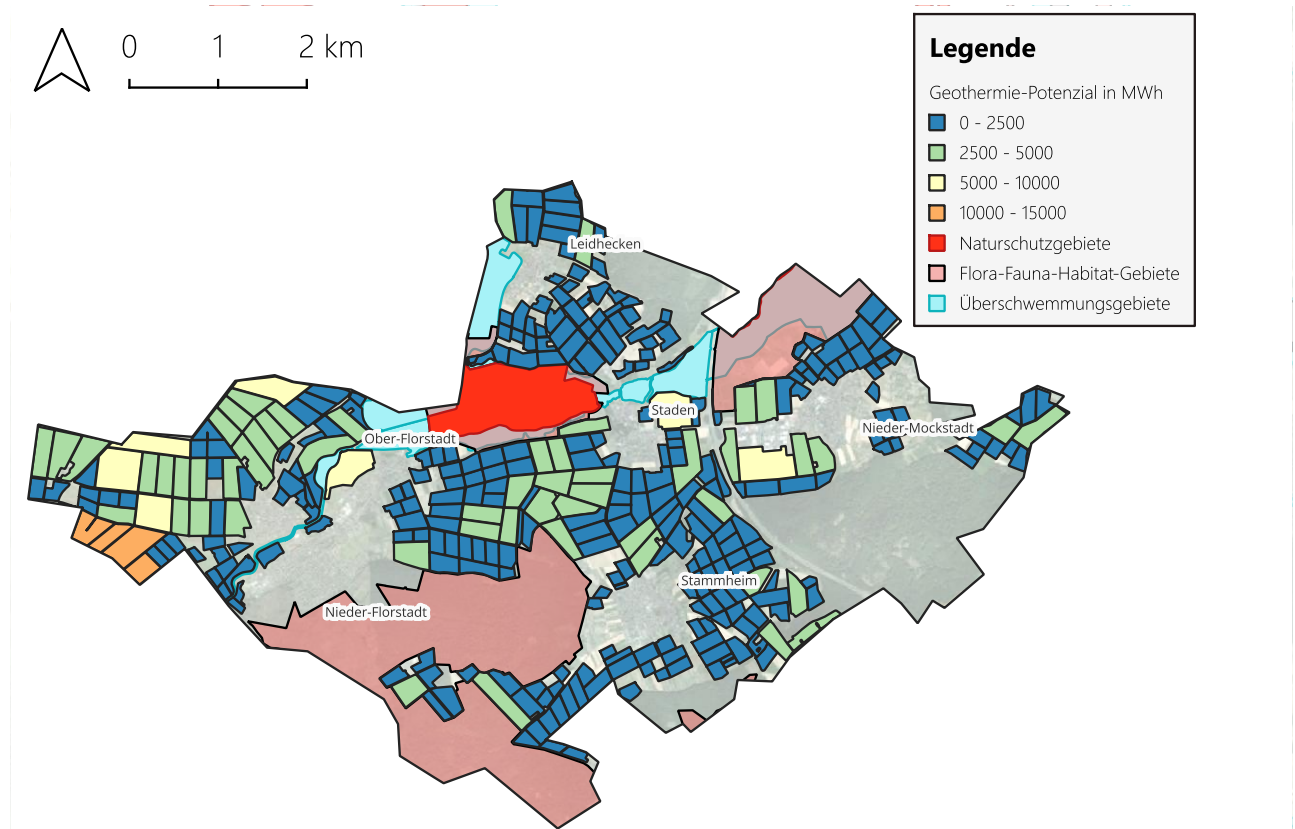 0 1 2 km
Legende
Geothermie-Potenzial in MWh
0 - 2500
2500 - 5000
5000 - 10000
10000 - 15000
Naturschutzgebiete
Flora-Fauna-Habitat-Gebiete
Überschwemmungsgebiete
Leidhecken
Staden
Nieder-Mockstadt
Ober-Florstadt
Stammheim
Nieder-Florstadt